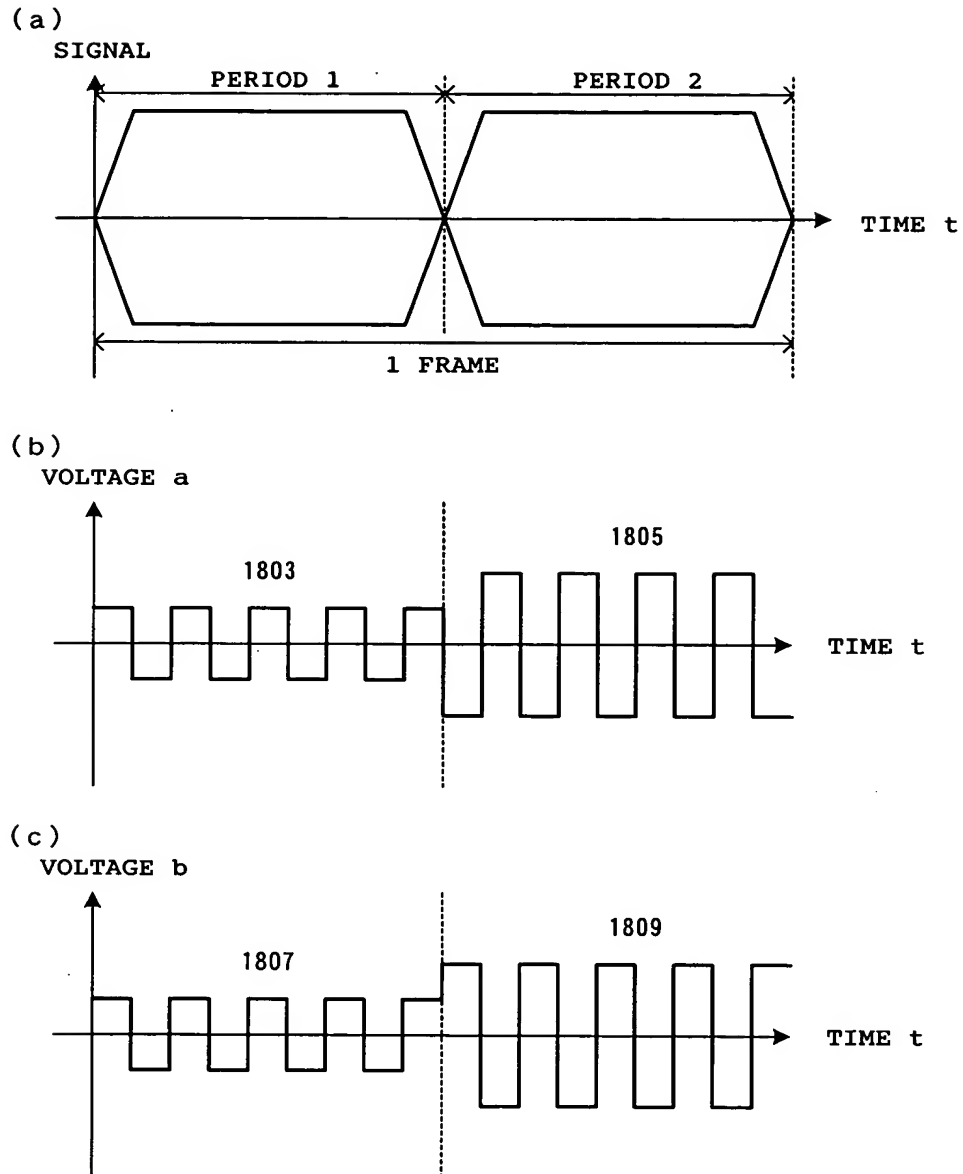 (a)
SIGNAL
PERIOD 1 PERIOD 2
TIME t
1 FRAME
(b)
VOLTAGE a
1803 1805
TIME t
(c)
VOLTAGE b
1807 1809
TIME t